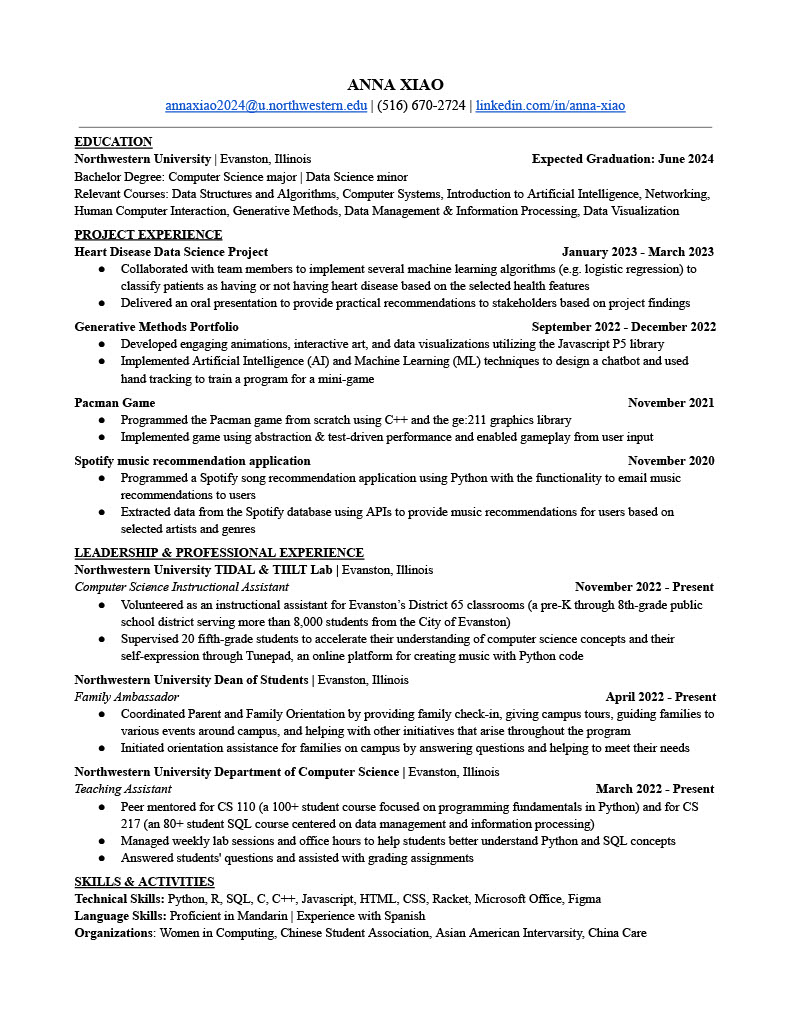 ANNA XIAO
annaxiao2024@u.northwestern.edu | (516) 670-2724 | linkedin.com/in/anna-xiao
EDUCATION
Northwestern University | Evanston, Illinois Expected Graduation: June 2024
Bachelor Degree: Computer Science major | Data Science minor
Relevant Courses: Data Structures and Algorithms, Computer Systems, Introduction to Artificial Intelligence, Networking,
Human Computer Interaction, Generative Methods, Data Management & Information Processing, Data Visualization
PROJECT EXPERIENCE
Heart Disease Data Science Project January 2023 - March 2023
● Collaborated with team members to implement several machine learning algorithms (e.g. logistic regression) to
classify patients as having or not having heart disease based on the selected health features
● Delivered an oral presentation to provide practical recommendations to stakeholders based on project findings
Generative Methods Portfolio September 2022 - December 2022
● Developed engaging animations, interactive art, and data visualizations utilizing the Javascript P5 library
● Implemented Artificial Intelligence (AI) and Machine Learning (ML) techniques to design a chatbot and used
hand tracking to train a program for a mini-game
Pacman Game November 2021
● Programmed the Pacman game from scratch using C++ and the ge:211 graphics library
● Implemented game using abstraction & test-driven performance and enabled gameplay from user input
Spotify music recommendation application November 2020
● Programmed a Spotify song recommendation application using Python with the functionality to email music
recommendations to users
● Extracted data from the Spotify database using APIs to provide music recommendations for users based on
selected artists and genres
LEADERSHIP & PROFESSIONAL EXPERIENCE
Northwestern University TIDAL & TIILT Lab | Evanston, Illinois
Computer Science Instructional Assistant November 2022 - Present
● Volunteered as an instructional assistant for Evanston's District 65 classrooms (a pre-K through 8th-grade public
school district serving more than 8,000 students from the City of Evanston)
● Supervised 20 fifth-grade students to accelerate their understanding of computer science concepts and their
self-expression through Tunepad, an online platform for creating music with Python code
Northwestern University Dean of Students | Evanston, Illinois
Family Ambassador April 2022 - Present
● Coordinated Parent and Family Orientation by providing family check-in, giving campus tours, guiding families to
various events around campus, and helping with other initiatives that arise throughout the program
● Initiated orientation assistance for families on campus by answering questions and helping to meet their needs
Northwestern University Department of Computer Science | Evanston, Illinois
Teaching Assistant March 2022 - Present
● Peer mentored for CS 110 (a 100+ student course focused on programming fundamentals in Python) and for CS
217 (an 80+ student SQL course centered on data management and information processing)
● Managed weekly lab sessions and office hours to help students better understand Python and SQL concepts
● Answered students' questions and assisted with grading assignments
SKILLS & ACTIVITIES
Technical Skills: Python, R, SQL, C, C++, Javascript, HTML, CSS, Racket, Microsoft Office, Figma
Language Skills: Proficient in Mandarin | Experience with Spanish
Organizations: Women in Computing, Chinese Student Association, Asian American Intervarsity, China Care